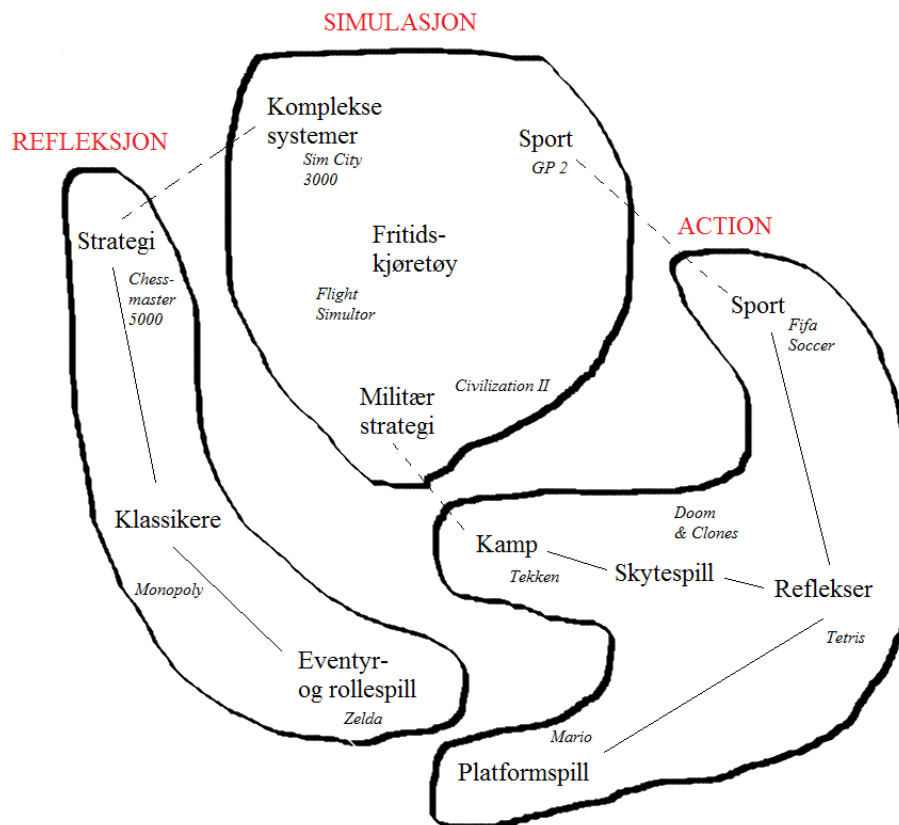 SIMULASJON
Komplekse
systemer
Sim City
3000
Sport
GP 2
Fritids-
kjøretøy
Flight
Simultor
Militær
strategi
Civilization II
REFLEKSJON
Strategi
Chess-
master
5000
Klassikere
Monopoly
Eventyr-
og rollespill
Zelda
ACTION
Sport
Fifa
Soccer
Doom
& Clones
Kamp
Tekken
Skytespill
Reflekser
Tetris
Mario
Platformspill